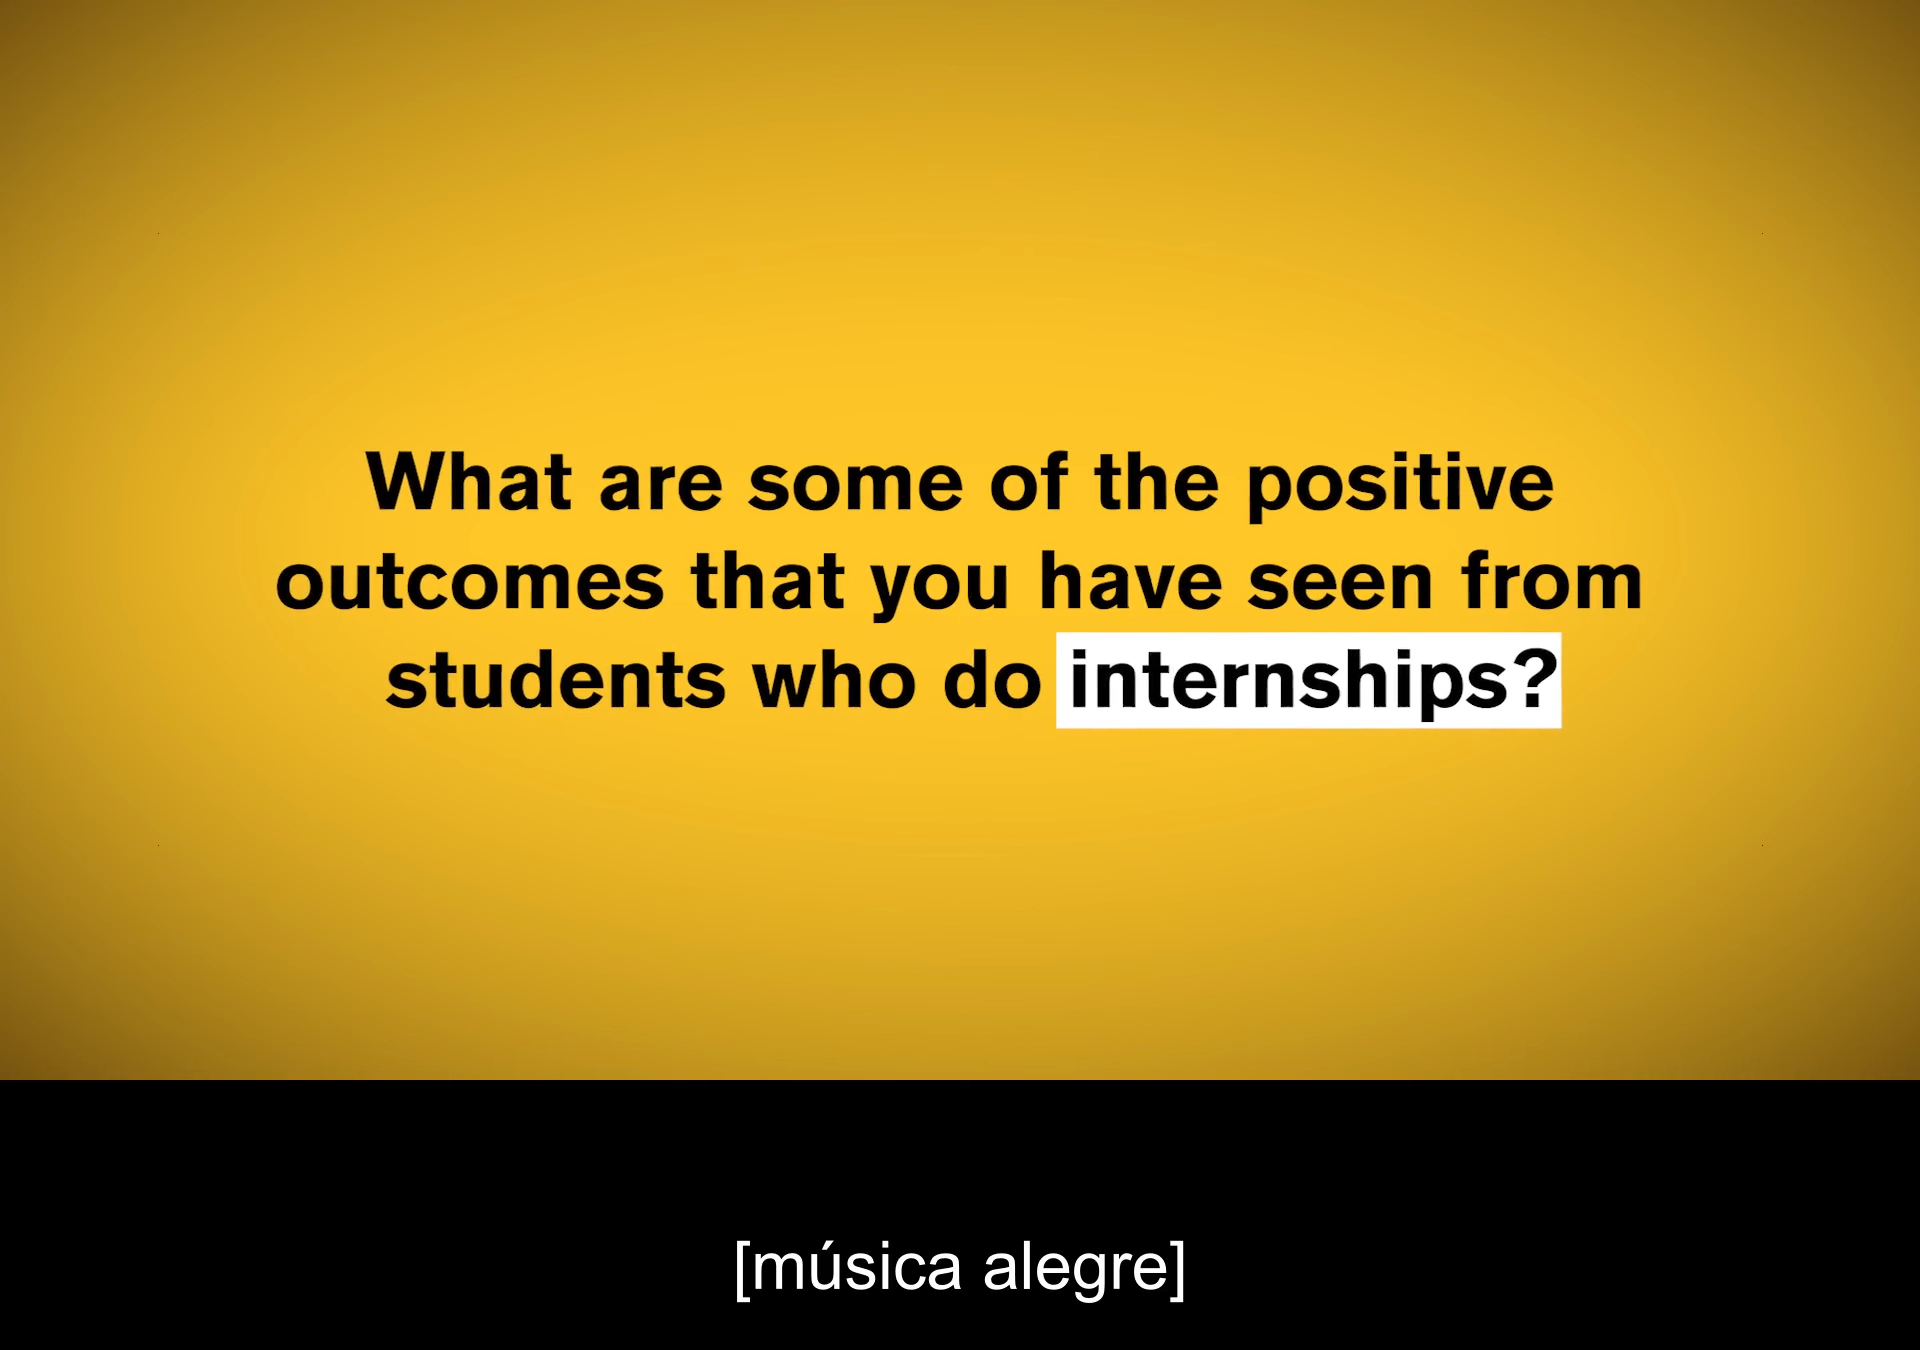 What are some of the positive
outcomes that you have seen from
students who do internships?
[música alegre]